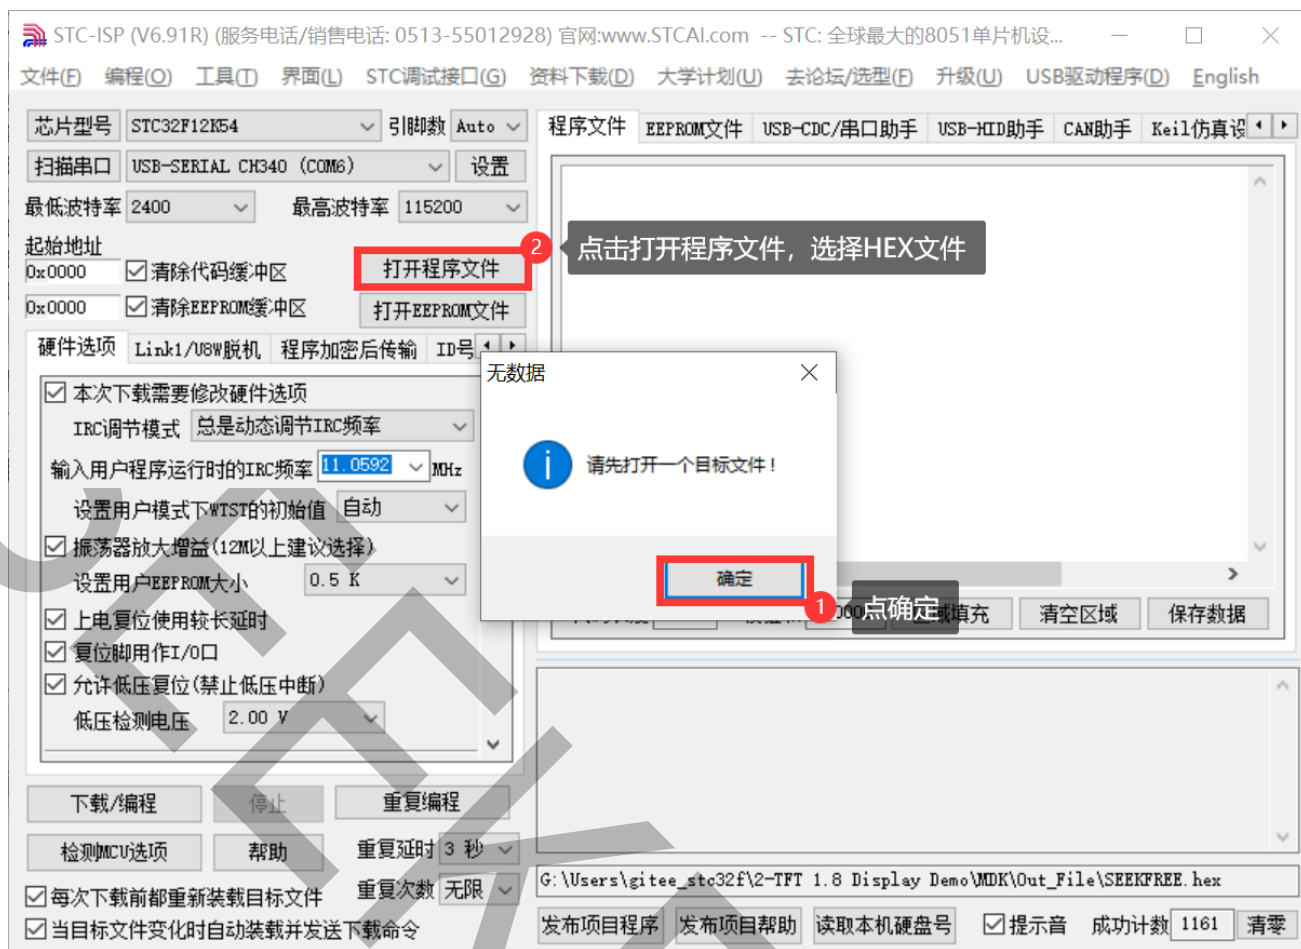 STC-ISP (V6.91R) (服务电话/销售电话: 0513-55012928) 官网:www.STCAI.com -- STC: 全球最大的8051单片机设...
文件(F) 编程(O) 工具(T) 界面(L) STC调试接口(G) 资料下载(D) 大学计划(U) 去论坛/选型(F) 升级(U) USB驱动程序(D) English
芯片型号 STC32F12K54 引脚数 Auto
程序文件 EEPROM文件 USB-CDC/串口助手 USB-HID助手 CAN助手 Keil仿真设
扫描串口 USB-SERIAL CH340 (COM6) 设置
最低波特率 2400 最高波特率 115200
起始地址
0x0000 清除代码缓冲区 打开程序文件
2 点击打开程序文件，选择HEX文件
0x0000 清除EEPROM缓冲区 打开EEPROM文件
硬件选项 Link1/U8W脱机 程序加密后传输 ID号
无数据
请先打开一个目标文件!
确定
1 点确定
本次下载需要修改硬件选项
IRC调节模式 总是动态调节IRC频率
输入用户程序运行时的IRC频率 11.0592 MHz
设置用户模式下WTST的初始值 自动
振荡器放大增益(12M以上建议选择)
设置用户EEPROM大小 0.5 K
上电复位使用较长延时
复位脚用作I/O口
允许低压复位(禁止低压中断)
低压检测电压 2.00 V
域填充 清空区域 保存数据
下载/编程 停止 重复编程
检测MCU选项 帮助 重复延时 3 秒
每次下载前都重新装载目标文件 重复次数 无限
当目标文件变化时自动装载并发送下载命令
G:\Users\gitee_stc32f\2-TFT 1.8 Display Demo\MDK\Out_File\SEEKFREE.hex
发布项目程序 发布项目帮助 读取本机硬盘号 提示音 成功计数 1161 清零